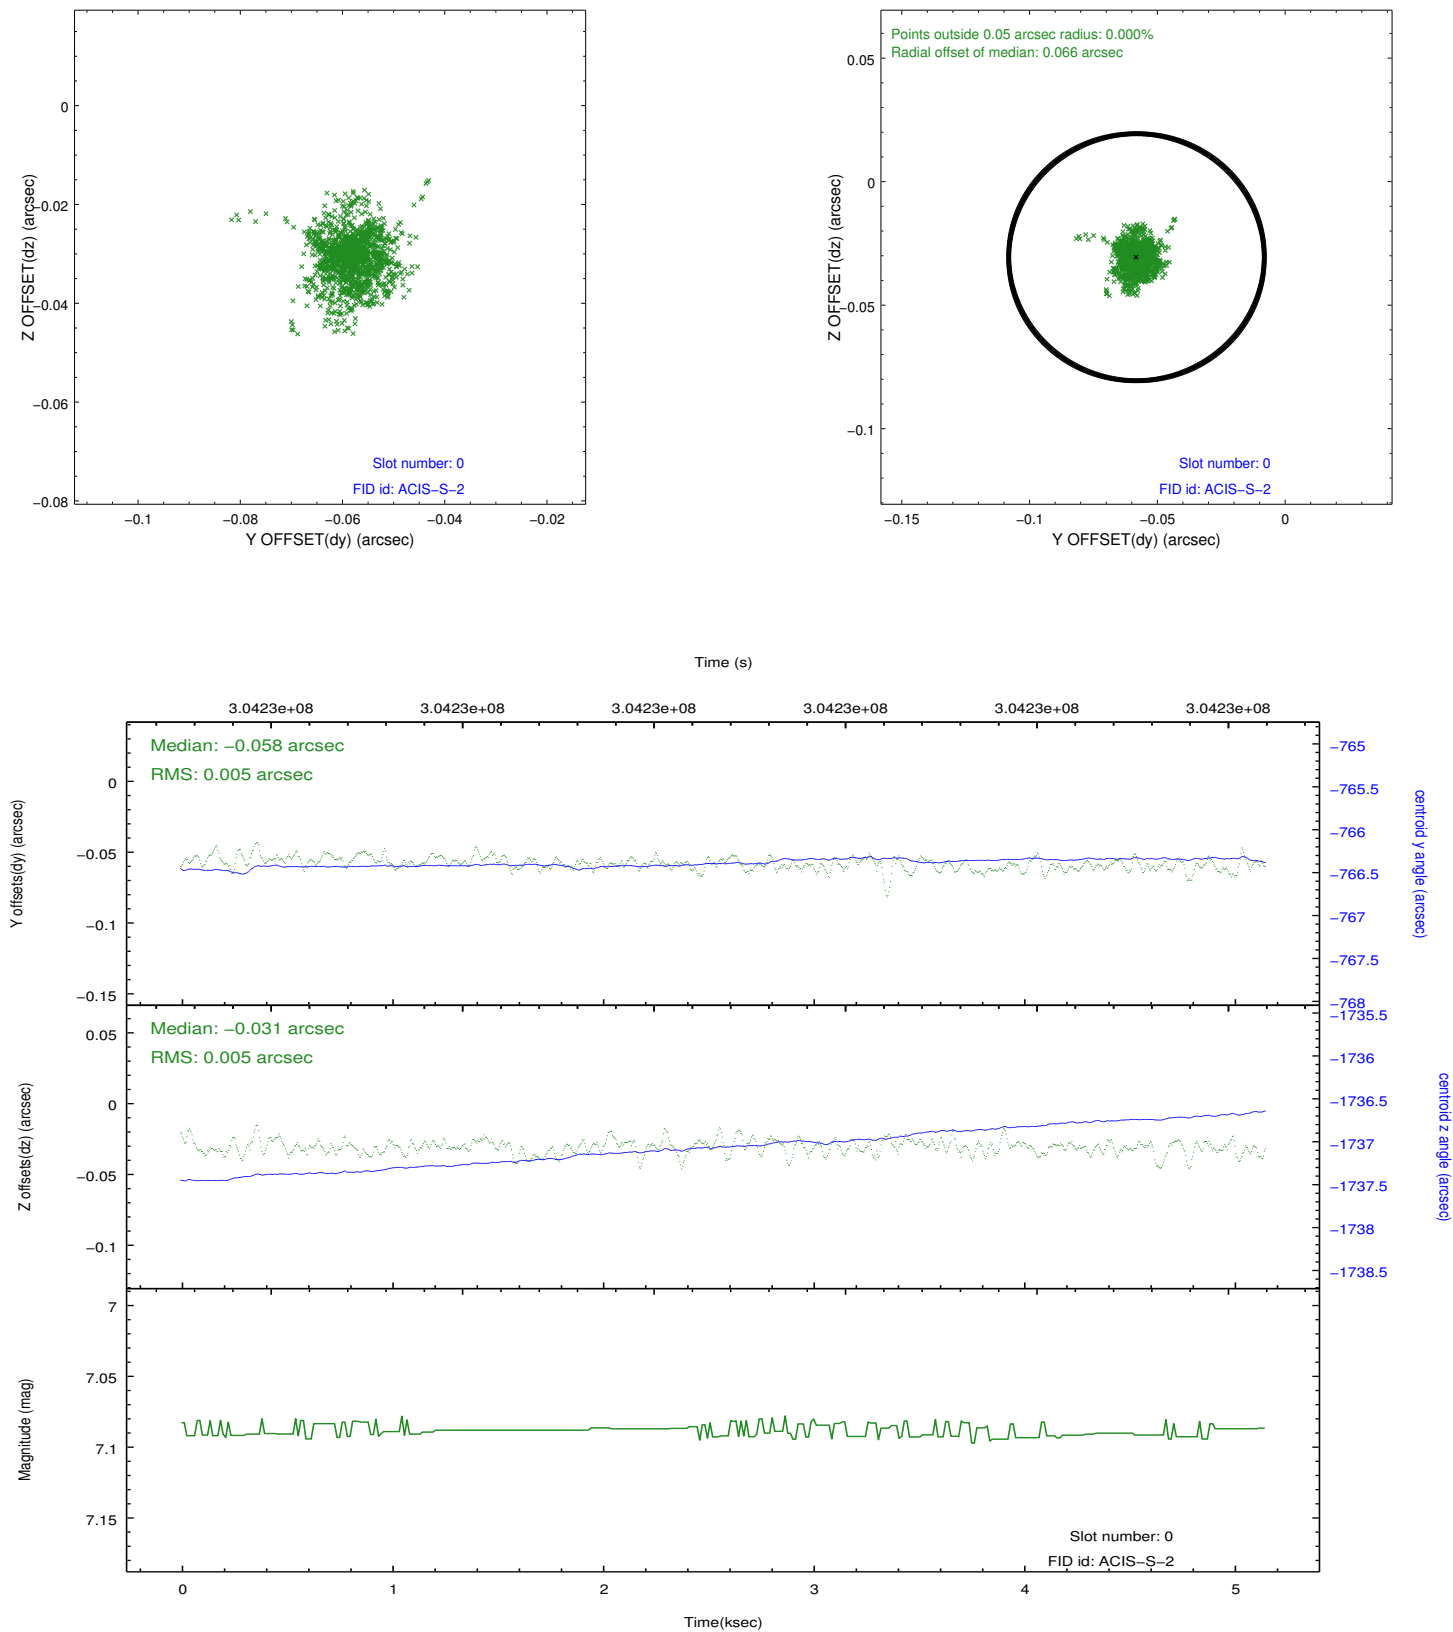 0
−0.02
−0.04
−0.06
−0.08
Z OFFSET(dz) (arcsec)
−0.1
−0.08
−0.06
−0.04
−0.02
Y OFFSET(dy) (arcsec)
Slot number: 0
FID id: ACIS−S−2
Points outside 0.05 arcsec radius: 0.000%
Radial offset of median: 0.066 arcsec
0.05
0
−0.05
−0.1
Z OFFSET(dz) (arcsec)
−0.15
−0.1
−0.05
0
Y OFFSET(dy) (arcsec)
Slot number: 0
FID id: ACIS−S−2
Time (s)
3.0423e+08
3.0423e+08
3.0423e+08
3.0423e+08
3.0423e+08
3.0423e+08
Median: −0.058 arcsec
RMS: 0.005 arcsec
0
−0.05
−0.1
−0.15
Y offsets(dy) (arcsec)
−765
−765.5
−766
−766.5
−767
−767.5
−768
centroid y angle (arcsec)
Median: −0.031 arcsec
RMS: 0.005 arcsec
0.05
0
−0.05
−0.1
Z offsets(dz) (arcsec)
−1735.5
−1736
−1736.5
−1737
−1737.5
−1738
−1738.5
centroid z angle (arcsec)
7
7.05
7.1
7.15
Magnitude (mag)
Slot number: 0
FID id: ACIS−S−2
0
1
2
3
4
5
Time(ksec)